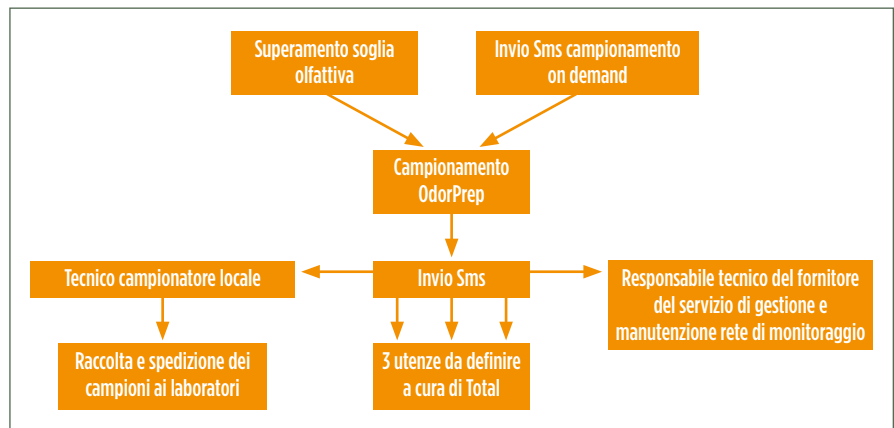 Superamento soglia
olfattiva
Invio Sms campionamento
on demand
Campionamento
OdorPrep
Tecnico campionatore locale
Invio Sms
Responsabile tecnico del fornitore
del servizio di gestione e
manutenzione rete di monitoraggio
Raccolta e spedizione dei
campioni ai laboratori
3 utenze da definire
a cura di Total